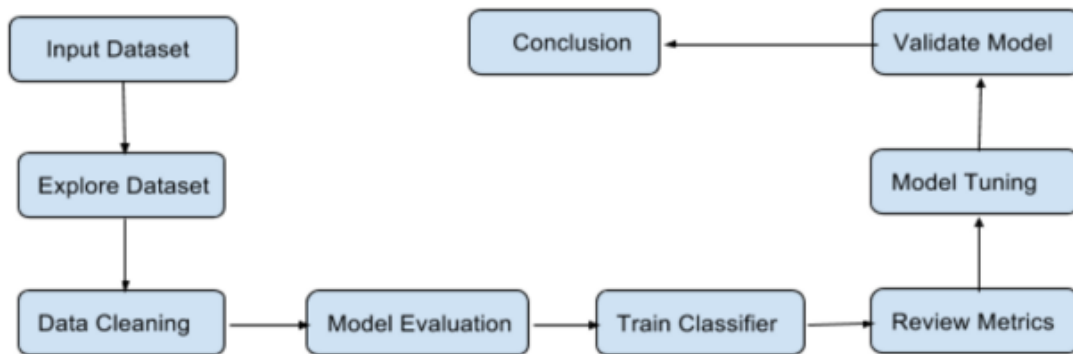 Input Dataset
Explore Dataset
Data Cleaning
Model Evaluation
Train Classifier
Review Metrics
Model Tuning
Validate Model
Conclusion